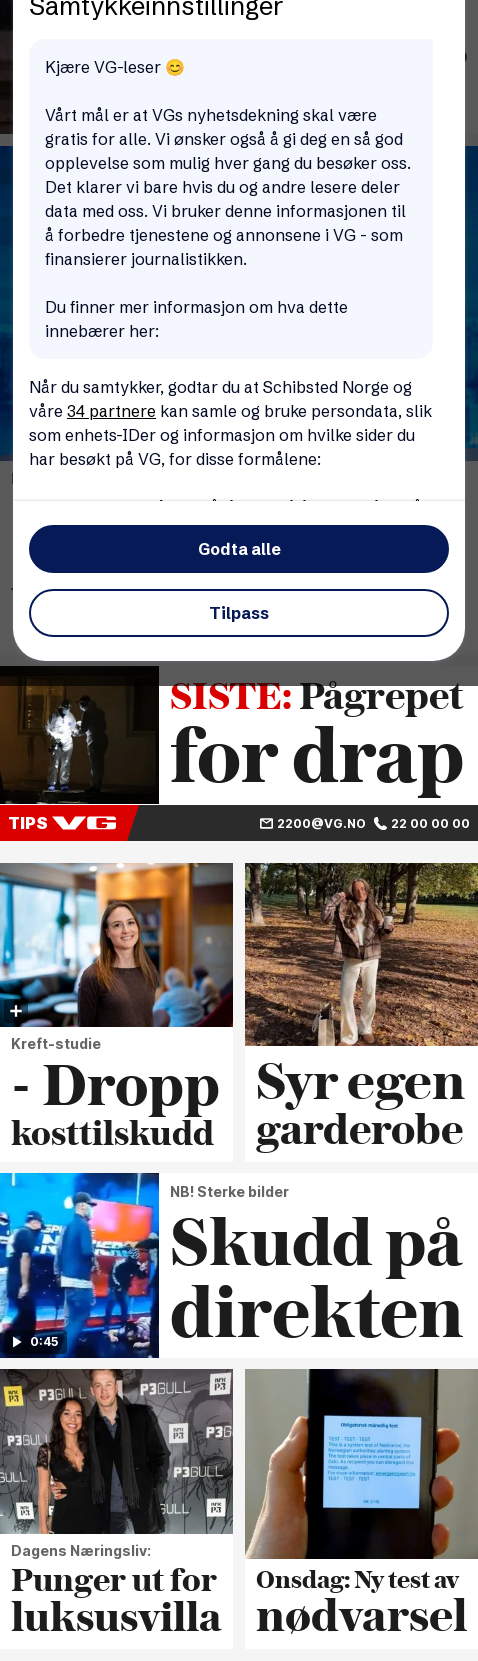 Samtykkeinnstillinger
Kjære VG-leser 😊
Vårt mål er at VGs nyhetsdekning skal være
gratis for alle. Vi ønsker også å gi deg en så god
opplevelse som mulig hver gang du besøker oss.
Det klarer vi bare hvis du og andre lesere deler
data med oss. Vi bruker denne informasjonen til
å forbedre tjenestene og annonsene i VG - som
finansierer journalistikken.
Du finner mer informasjon om hva dette
innebærer her:
Når du samtykker, godtar du at Schibsted Norge og
våre 34 partnere kan samle og bruke persondata, slik
som enhets-IDer og informasjon om hvilke sider du
har besøkt på VG, for disse formålene:
Godta alle
Tilpass
SISTE: Pågrepet
for drap
TIPS VG
2200@VG.NO 22 00 00 00
Kreft-studie
- Dropp
kosttilskudd
Syr egen
garderobe
NB! Sterke bilder
Skudd på
direkten
0:45
P3GULL
P3GULL
Dagens Næringsliv:
Punger ut for
luksusvilla
Obligatorisk månedlig test
TEST - TEST - TEST
Onsdag: Ny test av
nødvarsel